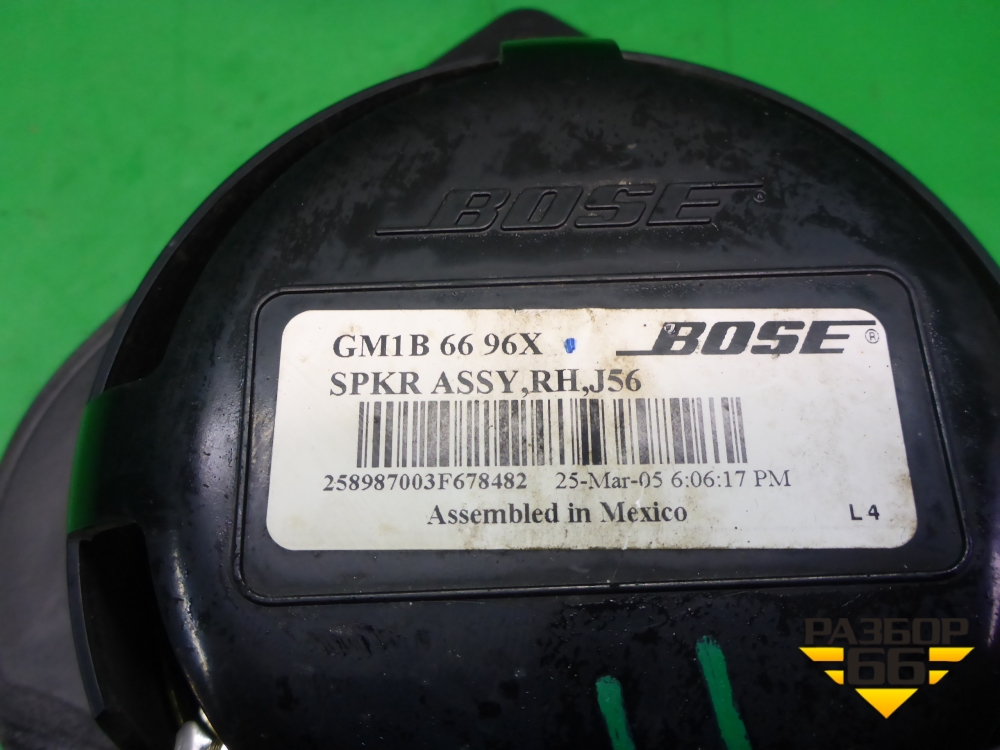 BOSE ®
GM1B 66 96X BOSE ®
SPKR ASSY,RH,J56
258987003F678482 25-Mar-05 6:06:17 PM
Assembled in Mexico L4
РАЗБОР
66